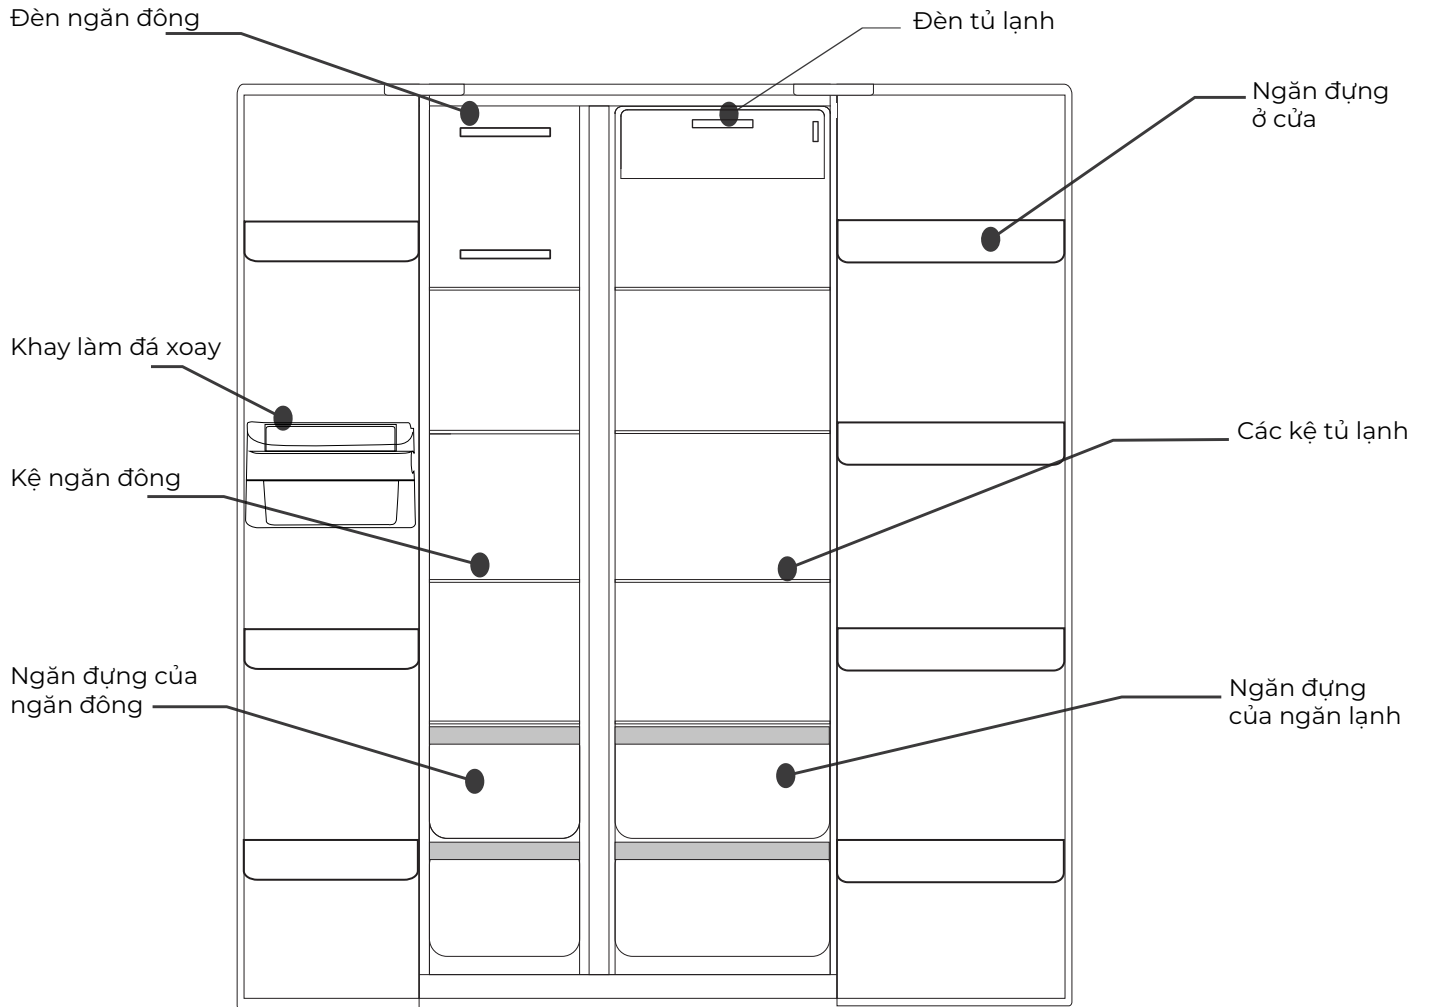 Đèn ngăn đông
Đèn tủ lạnh
Ngăn đựng
ở cửa
Khay làm đá xoay
Các kệ tủ lạnh
Kệ ngăn đông
Ngăn đựng của
ngăn đông
Ngăn đựng
của ngăn lạnh